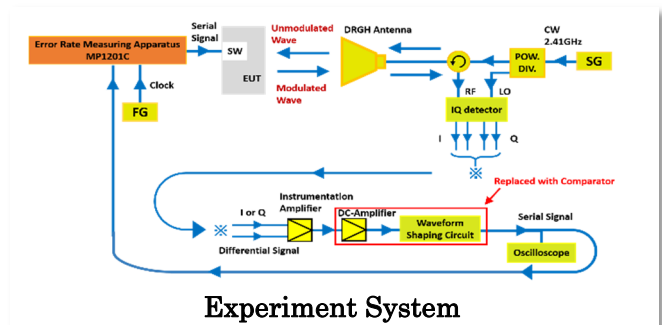 Serial
Signal
Unmodulated
Wave
DRGH Antenna
CW
2.41GHz
Error Rate Measuring Apparatus
MP1201C
SW
EUT
POW.
DIV.
SG
Clock
Modulated
Wave
RF
LO
FG
IQ detector
I
Q
※
Replaced with Comparator
Instrumentation
Amplifier
I or Q
DC-Amplifier
※
Waveform
Shaping Circuit
Serial Signal
Differential Signal
Oscilloscope
Experiment System